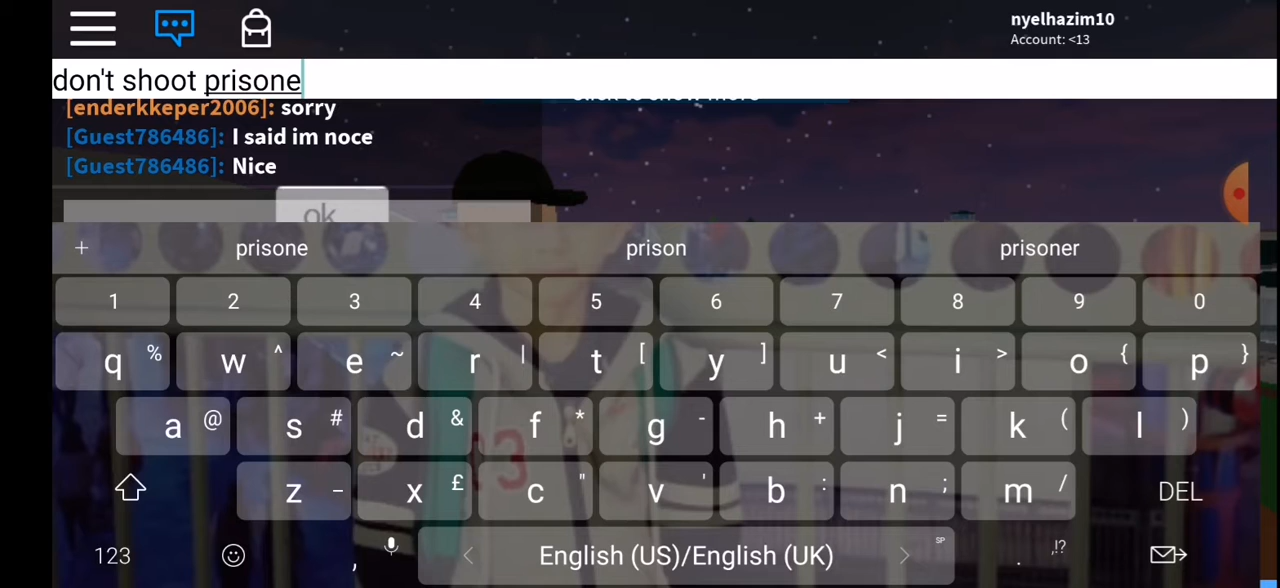 nyelhazim10
Account: <13
don't shoot prisone
[enderkkeper2006]: sorry
[Guest786486]: I said im noce
[Guest786486]: Nice
ok
+ prisone prison prisoner
1 2 3 4 5 6 7 8 9 0
q % w ^ e ~ r | t [ y ] u < i > o { p }
a @ s # d & f * g - h + j = k ( l )
z _ x £ c " v ' b : n ; m / DEL
123 , < English (US)/English (UK) > SP . ,!?